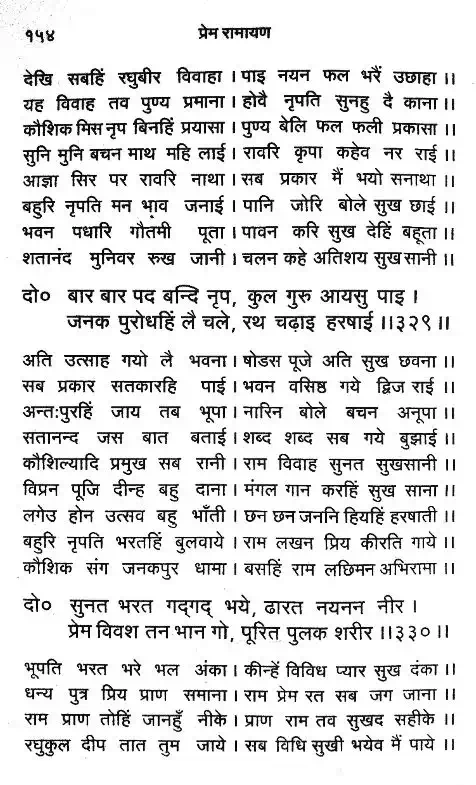 १५४ प्रेम रामायण
देखि सबहिं रघुबीर विवाहा । पाइ नयन फल भरैं उछाहा ।।
यह विवाह तव पुण्य प्रमाना । होवै नृपति सुनहु दै काना ।।
कौशिक मिस नृप बिनहिं प्रयासा । पुण्य बेलि फल फली प्रकासा ।।
सुनि मुनि बचन माथ महि लाई । रावरि कृपा कहेव नर राई ।।
आज्ञा सिर पर रावरि नाथा । सब प्रकार मैं भयो सनाथा ।।
बहुरि नृपति मन भाव जनाई । पानि जोरि बोले सुख छाई ।।
भवन पधारि गौतमी पूता । पावन करि सुख देहिं बहूता ।।
शतानंद मुनिवर रुख जानी । चलन कहे अतिशय सुखसानी ।।
दो० बार बार पद बन्दि नृप, कुल गुरु आयसु पाइ ।
जनक पुरोधहिं लै चले, रथ चढ़ाइ हरषाई ।।३२९ ।।
अति उत्साह गयो लै भवना । षोडस पूजे अति सुख छवना ।।
सब प्रकार सतकारहि पाई । भवन वसिष्ठ गये द्विज राई ।।
अन्तःपुरहिं जाय तब भूपा । नारिन बोले बचन अनूपा ।।
सतानन्द जस बात बताई । शब्द शब्द सब गये बुझाई ।।
कौशिल्यादि प्रमुख सब रानी । राम विवाह सुनत सुखसानी ।।
विप्रन पूजि दीन्ह बहु दाना । मंगल गान करहिं सुख साना ।।
लगेउ होन उत्सव बहु भाँती । छन छन जननि हियहिं हरषाती ।।
बहुरि नृपति भरतहिं बुलवाये । राम लखन प्रिय कीरति गाये ।।
कौशिक संग जनकपुर धामा । बसहिं राम लछिमन अभिरामा ।।
दो० सुनत भरत गद्‌गद् भये, ढारत नयनन नीर ।
प्रेम विवश तन भान गो, पूरित पुलक शरीर ।।३३० ।।
भूपति भरत भरे भल अंका । कीन्हें विविध प्यार सुख दंका ।।
धन्य पुत्र प्रिय प्राण समाना । राम प्रेम रत सब जग जाना ।।
राम प्राण तोहिं जानहुँ नीके । प्राण राम तव सुखद सहीके ।।
रघुकुल दीप तात तुम जाये । सब विधि सुखी भयेव मैं पाये ।।